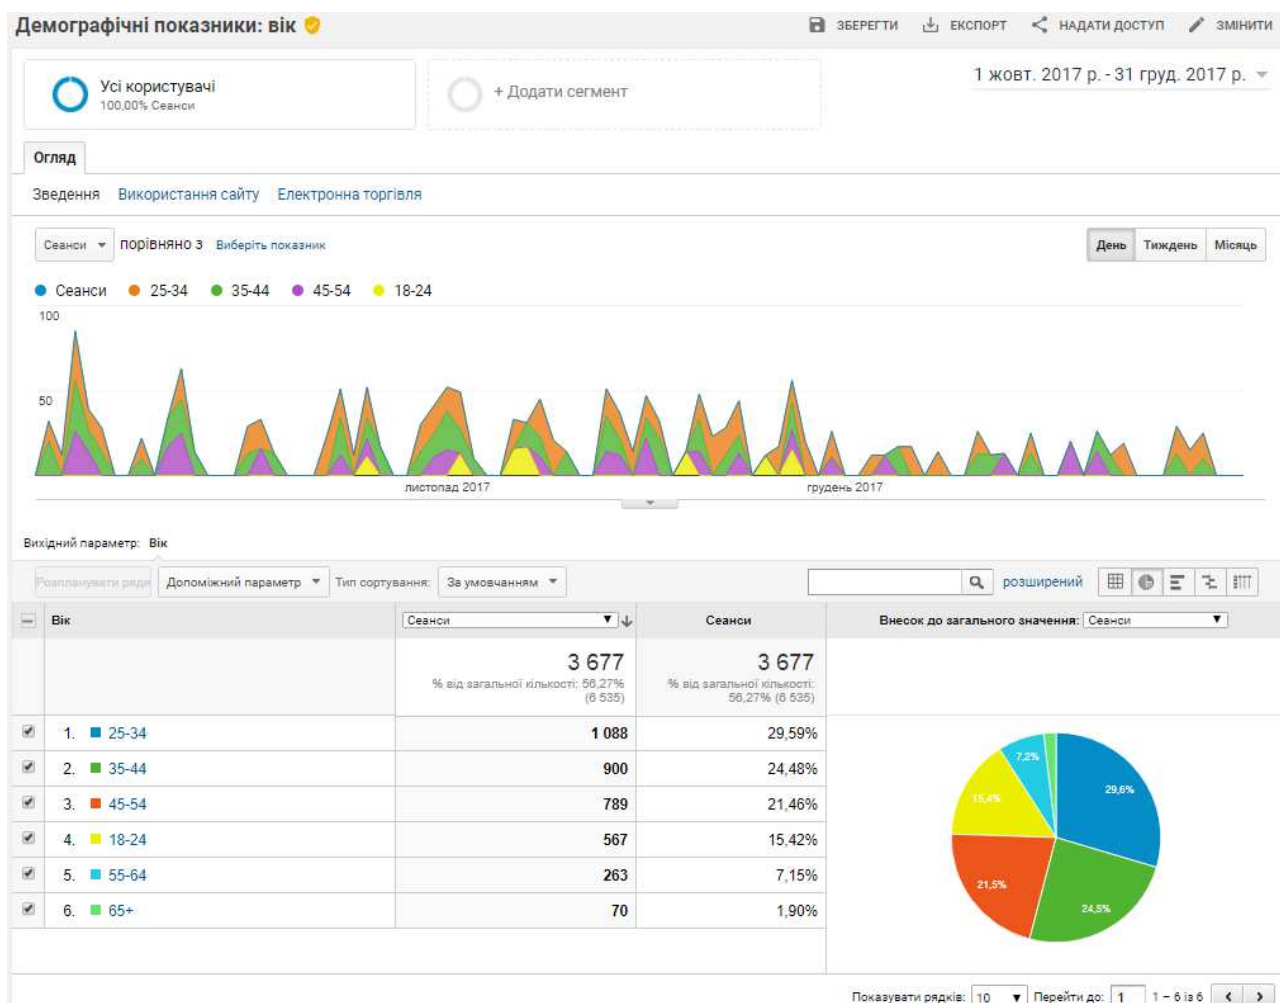 Демографічні показники: вік
ЗБЕРЕГТИ ЕКСПОРТ НАДАТИ ДОСТУП ЗМІНИТИ
Усі користувачі
100,00% Сеанси
+ Додати сегмент
1 жовт. 2017 р. - 31 груд. 2017 р.
Огляд
Зведення Використання сайту Електронна торгівля
Сеанси порівняно з Виберіть показник
День Тиждень Місяць
Сеанси 25-34 35-44 45-54 18-24
100
50
листопад 2017 грудень 2017
Вихідний параметр: Вік
Розпланувати ряди Допоміжний параметр Тип сортування: За умовчанням розширений
Вік Сеанси Сеанси Внесок до загального значення: Сеанси
3 677 3 677
% від загальної кількості: 56,27% (6 535) % від загальної кількості: 56,27% (6 535)
1. 25-34 1 088 29,59%
2. 35-44 900 24,48%
3. 45-54 789 21,46%
4. 18-24 567 15,42%
5. 55-64 263 7,15%
6. 65+ 70 1,90%
7,2%
29,6%
15,4%
21,5%
24,5%
Показувати рядків: 10 Перейти до: 1 1 – 6 із 6